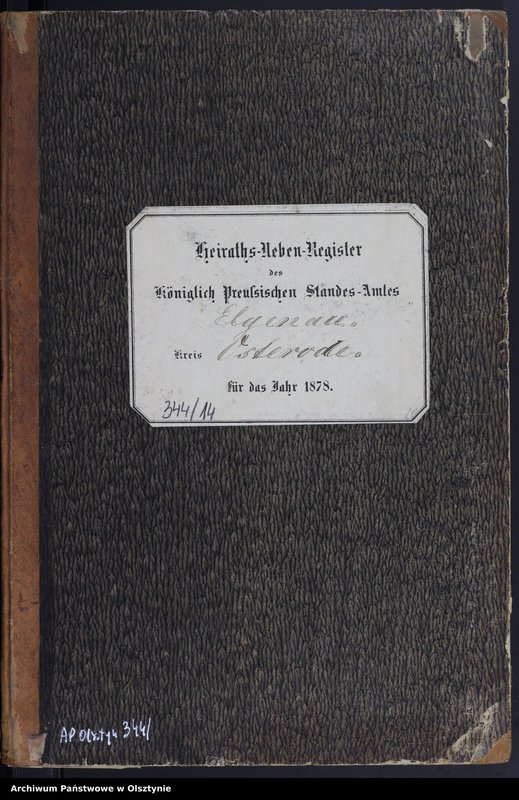 Heiraths-Neben-Register
des
Königlich Preußischen Standes-Amtes
Elgenau.
Kreis Osterode.
für das Jahr 1878.
344/14
AP Olsztyn 344/
Archiwum Państwowe w Olsztynie